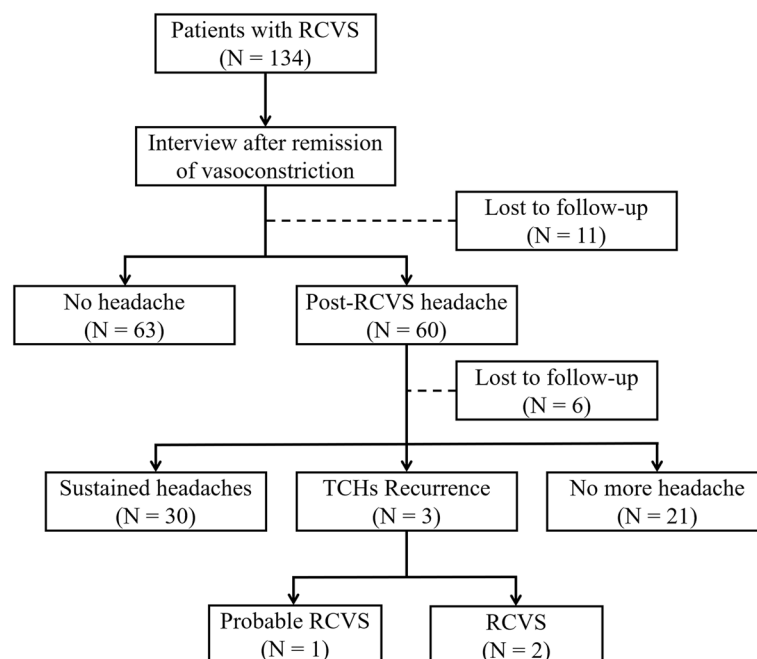 Patients with RCVS
(N = 134)
Interview after remission
of vasoconstriction
Lost to follow-up
(N = 11)
No headache
(N = 63)
Post-RCVS headache
(N = 60)
Lost to follow-up
(N = 6)
Sustained headaches
(N = 30)
TCHs Recurrence
(N = 3)
No more headache
(N = 21)
Probable RCVS
(N = 1)
RCVS
(N = 2)